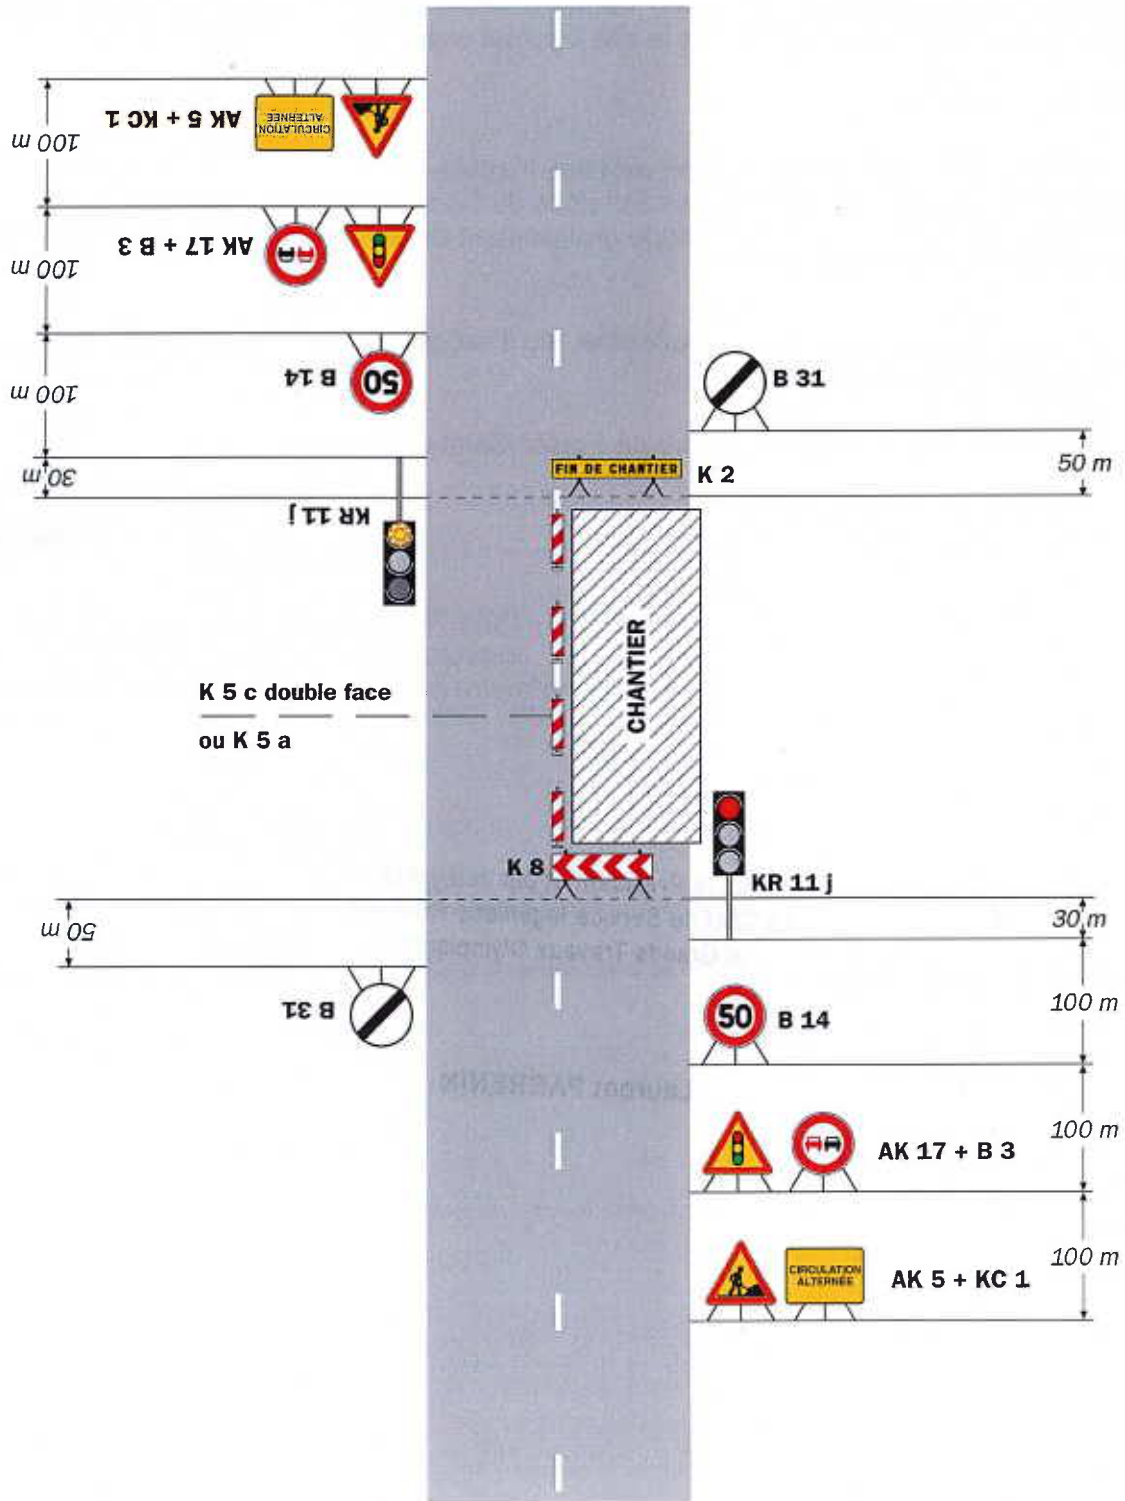 100 m
AK 5 + KC 1
CIRCULATION
ALTERNÉE
100 m
AK 17 + B 3
100 m
B 14
50
B 31
30 m
KR 11 j
FIN DE CHANTIER
K 2
50 m
K 5 c double face
ou K 5 a
CHANTIER
K 8
KR 11 j
50 m
30 m
B 31
50
B 14
100 m
AK 17 + B 3
100 m
CIRCULATION
ALTERNÉE
AK 5 + KC 1
100 m
Laurent